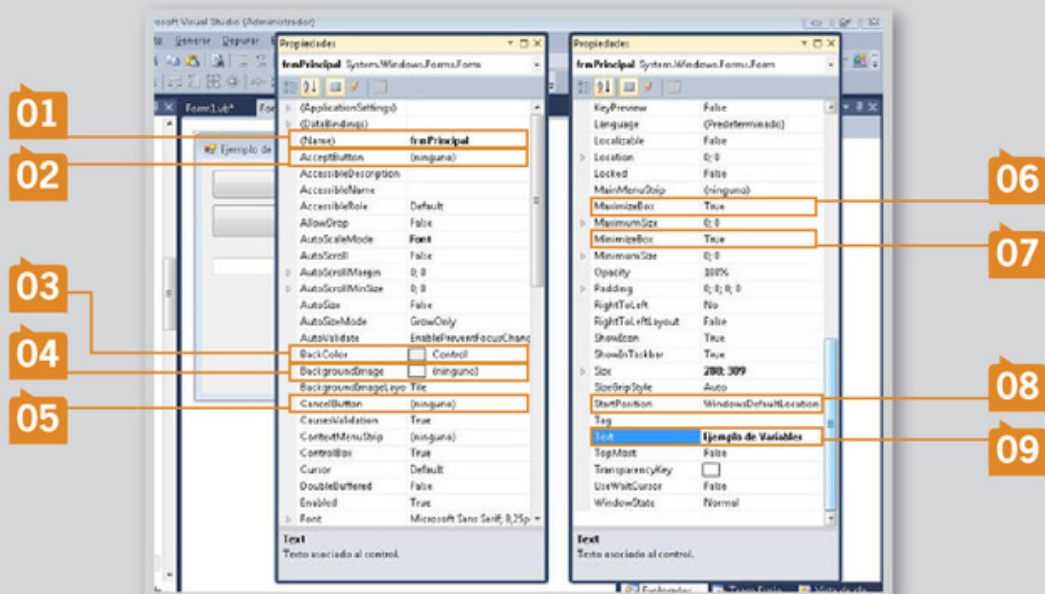 Microsoft Visual Studio (Administrador)
Generar Depurar
Form1.vb*
Ejemplo de
01
02
03
04
05
Propiedades
frmPrincipal System.Windows.Forms.Form
(ApplicationSettings)
(DataBindings)
(Name) frmPrincipal
AcceptButton (ninguno)
AccessibleDescription
AccessibleName
AccessibleRole Default
AllowDrop False
AutoScaleMode Font
AutoScroll False
AutoScrollMargin 0; 0
AutoScrollMinSize 0; 0
AutoSize False
AutoSizeMode GrowOnly
AutoValidate EnablePreventFocusChang
BackColor Control
BackgroundImage (ninguno)
BackgroundImageLayo Tile
CancelButton (ninguno)
CausesValidation True
ContextMenuStrip (ninguno)
ControlBox True
Cursor Default
DoubleBuffered False
Enabled True
Font Microsoft Sans Serif; 8,25p
Text
Texto asociado al control.
Propiedades
frmPrincipal System.Windows.Forms.Form
KeyPreview False
Language (Predeterminado)
Localizable False
Location 0; 0
Locked False
MainMenuStrip (ninguno)
MaximizeBox True
MaximumSize 0; 0
MinimizeBox True
MinimumSize 0; 0
Opacity 100%
Padding 0; 0; 0; 0
RightToLeft No
RightToLeftLayout False
ShowIcon True
ShowInTaskbar True
Size 288; 309
SizeGripStyle Auto
StartPosition WindowsDefaultLocation
Tag
Text Ejemplo de Variables
TopMost False
TransparencyKey
UseWaitCursor False
WindowState Normal
Text
Texto asociado al control.
06
07
08
09